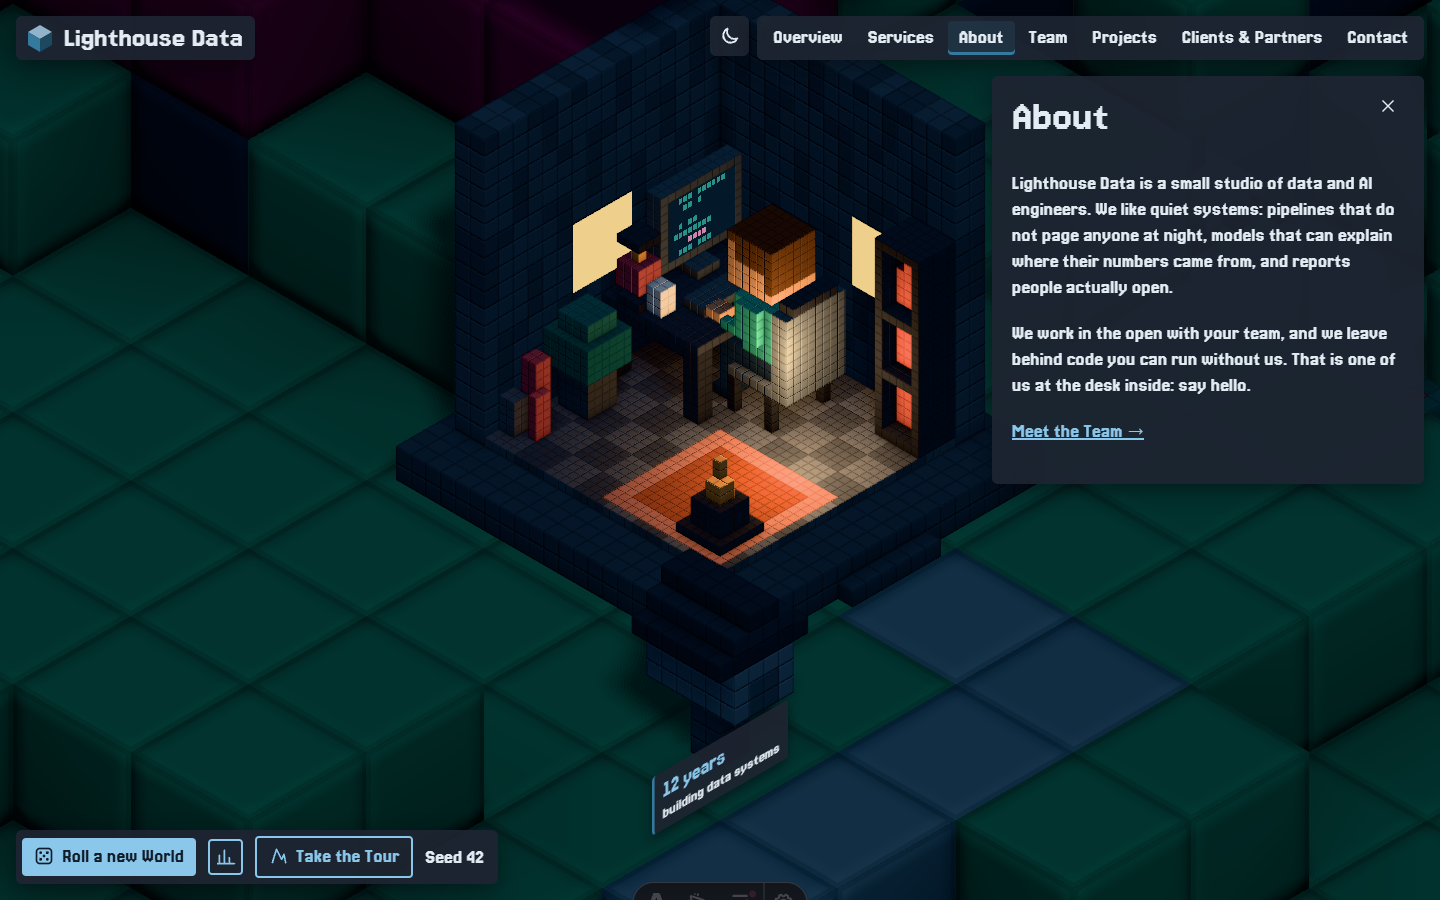 Lighthouse Data
Overview
Services
About
Team
Projects
Clients & Partners
Contact
About
Lighthouse Data is a small studio of data and AI
engineers. We like quiet systems: pipelines that do
not page anyone at night, models that can explain
where their numbers came from, and reports
people actually open.
We work in the open with your team, and we leave
behind code you can run without us. That is one of
us at the desk inside: say hello.
Meet the Team →
12 years
building data systems
Roll a new World
Take the Tour
Seed 42